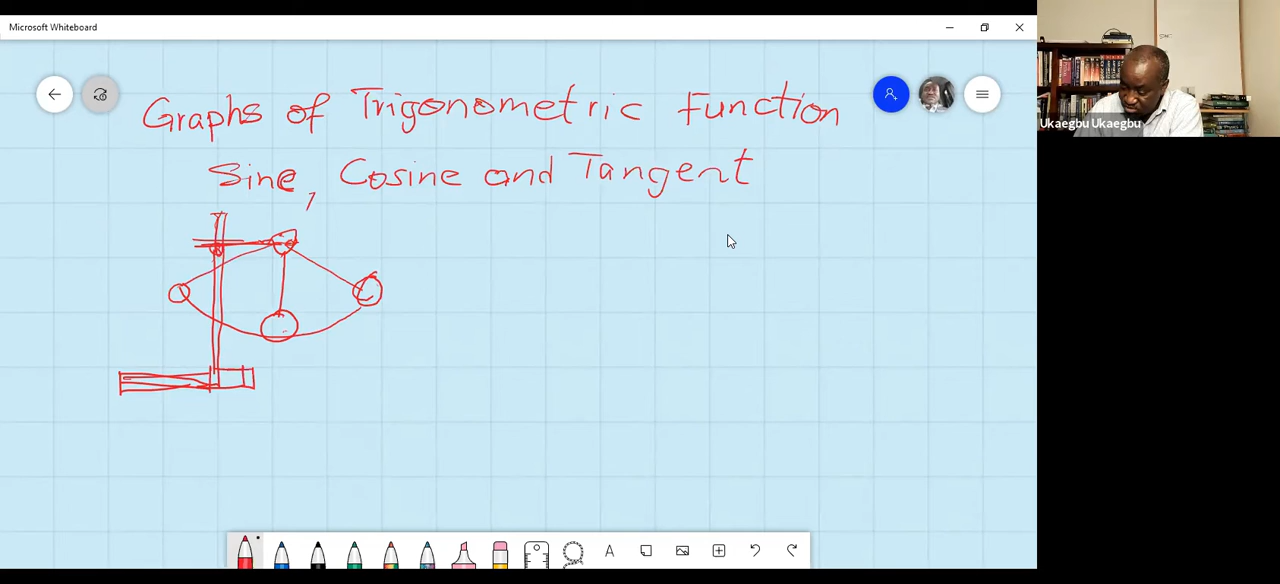 Microsoft Whiteboard
Graphs of Trigonometric Function
Sine, Cosine and Tangent
Ukaegbu Ukaegbu